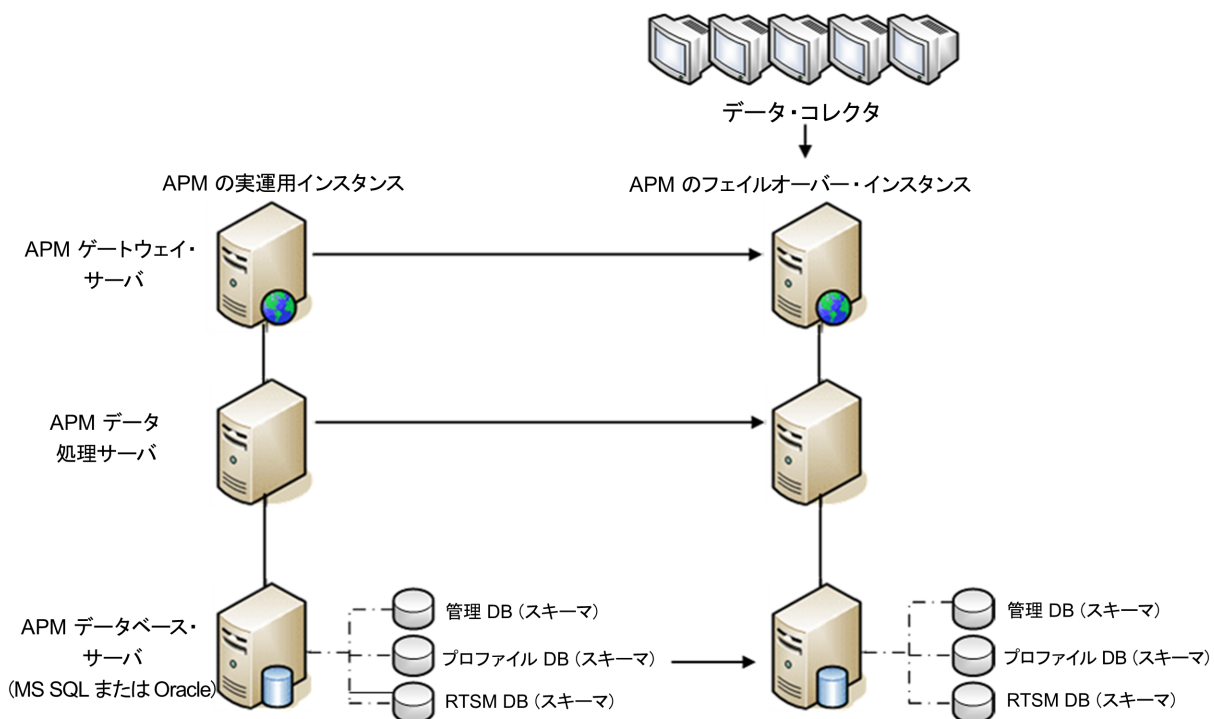 データ・コレクタ
APM の実運用インスタンス
APM のフェイルオーバー・インスタンス
APM ゲートウェイ・
サーバ
APM データ
処理サーバ
APM データベース・
サーバ
(MS SQL または Oracle)
管理 DB (スキーマ)
プロファイル DB (スキーマ)
RTSM DB (スキーマ)
管理 DB (スキーマ)
プロファイル DB (スキーマ)
RTSM DB (スキーマ)